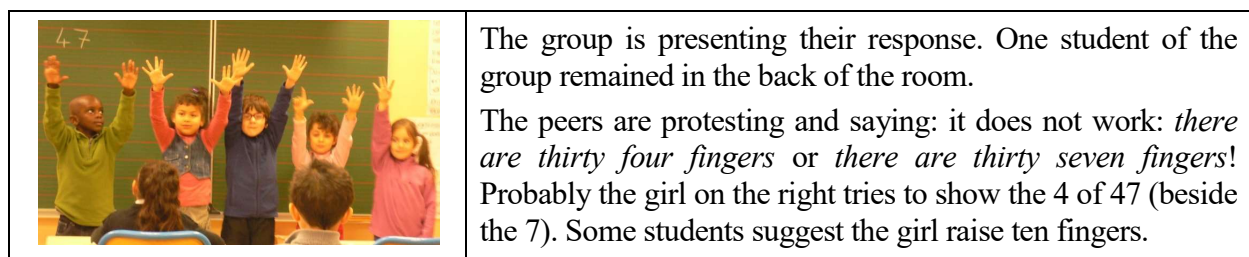 47
The group is presenting their response. One student of the
group remained in the back of the room.
The peers are protesting and saying: it does not work: there
are thirty four fingers or there are thirty seven fingers!
Probably the girl on the right tries to show the 4 of 47 (beside
the 7). Some students suggest the girl raise ten fingers.